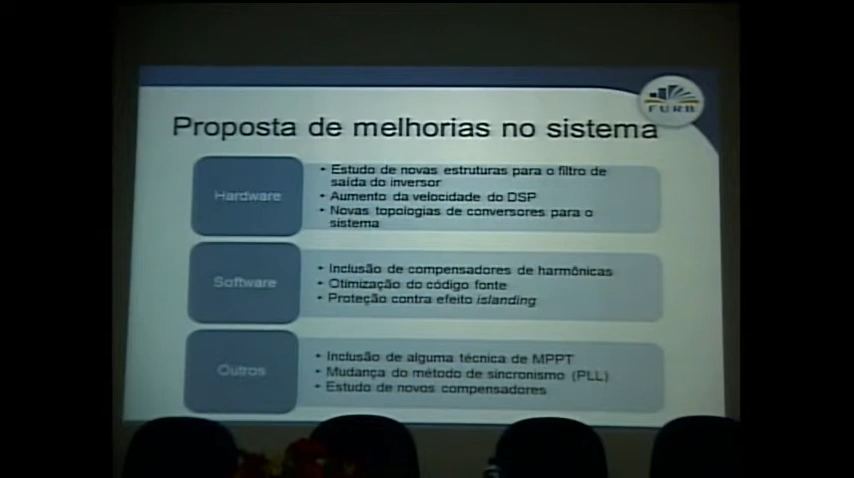 FURB
Proposta de melhorias no sistema
Hardware
• Estudo de novas estruturas para o filtro de
saída do inversor
• Aumento da velocidade do DSP
• Novas topologias de conversores para o
sistema
Software
• Inclusão de compensadores de harmônicas
• Otimização do código fonte
• Proteção contra efeito islanding
Outros
• Inclusão de alguma técnica de MPPT
• Mudança do método de sincronismo (PLL)
• Estudo de novos compensadores